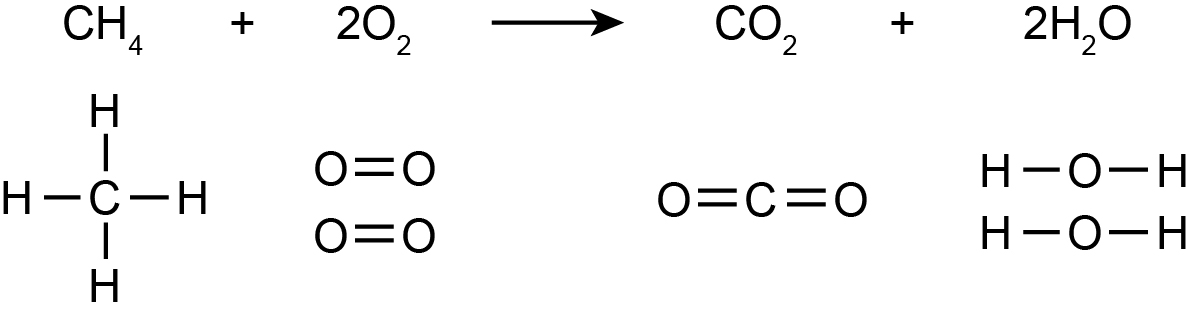 CH₄ + 2O₂ → CO₂ + 2H₂O
H
H C H
H
O=O
O=O
O=C=O
H–O–H
H–O–H